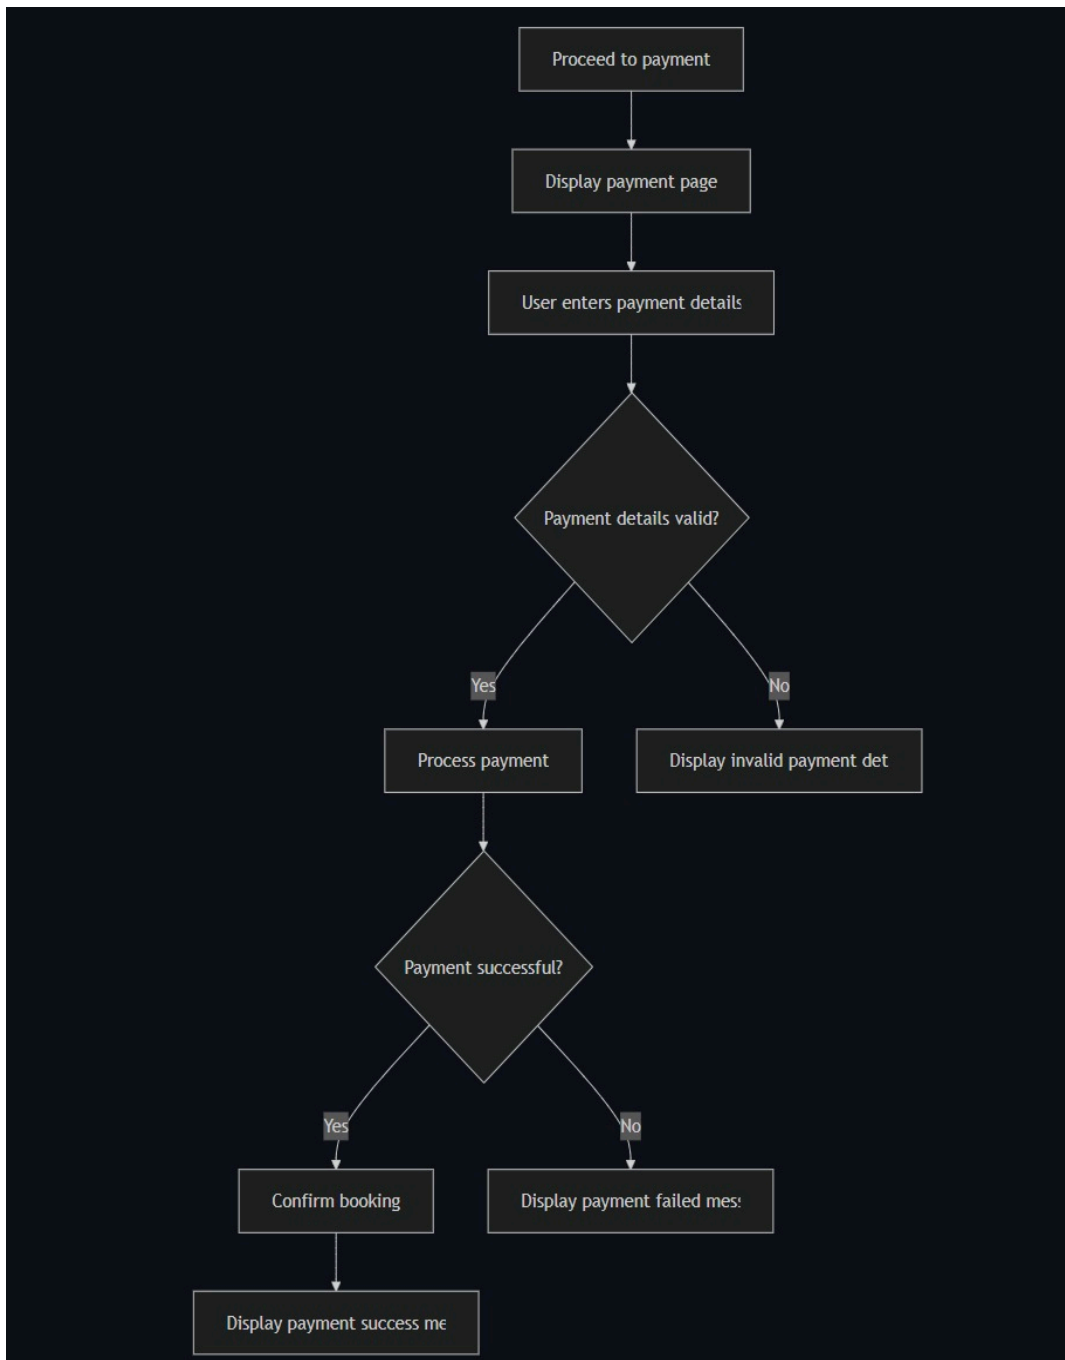 Proceed to payment
Display payment page
User enters payment details
Payment details valid?
Yes
No
Process payment
Display invalid payment det
Payment successful?
Yes
No
Confirm booking
Display payment failed mes
Display payment success me